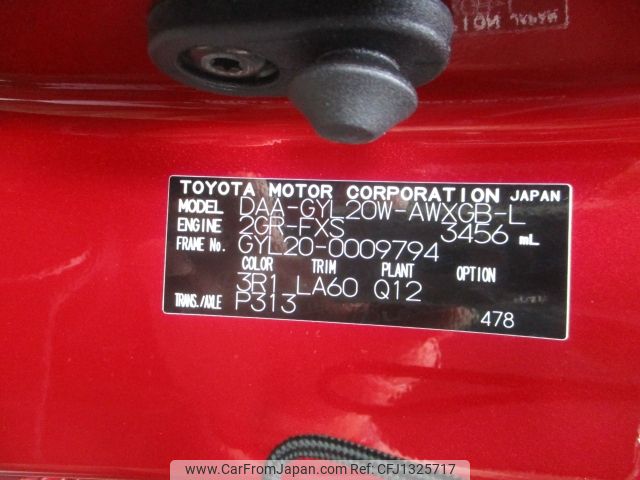 TOYOTA MOTOR CORPORATION JAPAN
MODEL DAA-GYL20W-AWXGB-L
ENGINE 2GR-FXS 3456 mL
FRAME No. GYL20-0009794
COLOR TRIM PLANT OPTION
3R1 LA60 Q12
TRANS./AXLE P313
478
www.CarFromJapan.com Ref:CFJ1325717